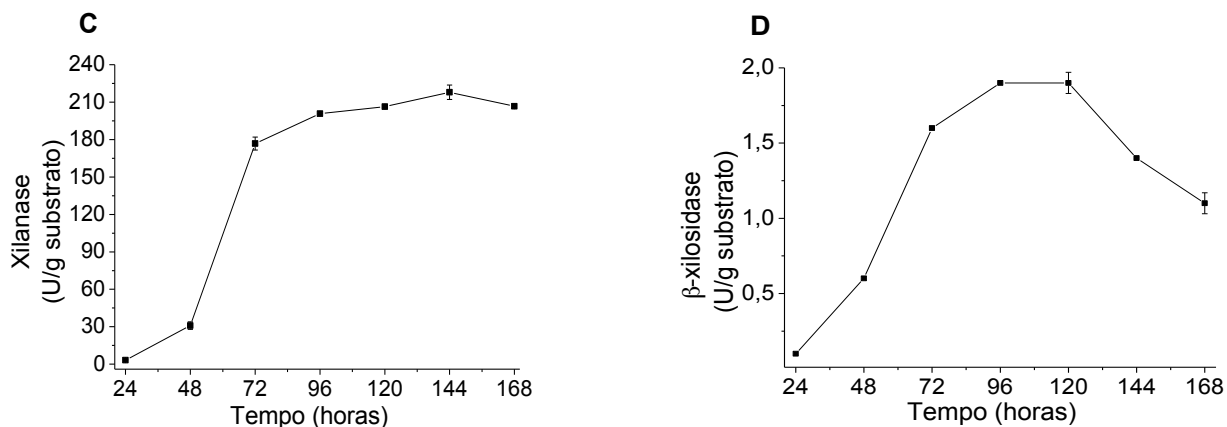 C
240
210
180
150
120
90
60
30
0
Xilanase
(U/g substrato)
24 48 72 96 120 144 168
Tempo (horas)
D
2,0
1,5
1,0
0,5
β-xilosidase
(U/g substrato)
24 48 72 96 120 144 168
Tempo (horas)